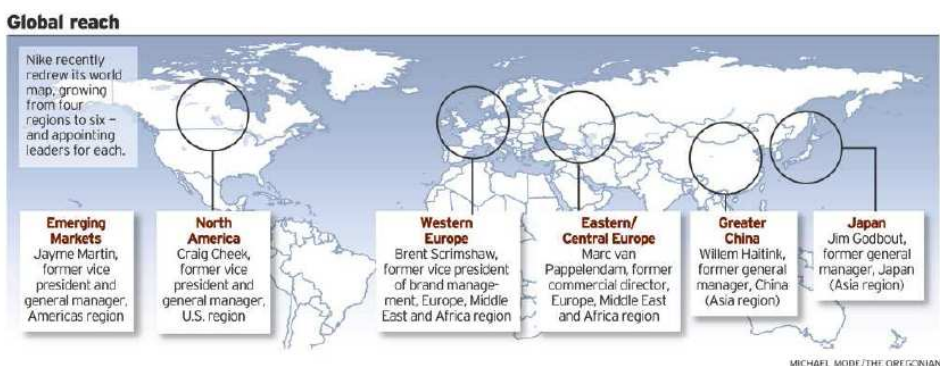 Global reach
Nike recently
redrew its world
map, growing
from four
regions to six –
and appointing
leaders for each.
Emerging
Markets
Jayme Martin,
former vice
president and
general manager,
Americas region
North
America
Craig Cheek,
former vice
president and
general manager,
U.S. region
Western
Europe
Brent Scrimshaw,
former vice president
of brand manage-
ment, Europe, Middle
East and Africa region
Eastern/
Central Europe
Marc van
Pappelendam, former
commercial director,
Europe, Middle East
and Africa region
Greater
China
Willem Haitink,
former general
manager, China
(Asia region)
Japan
Jim Godbout,
former general
manager, Japan
(Asia region)
MICHAEL MODE/THE OREGONIAN